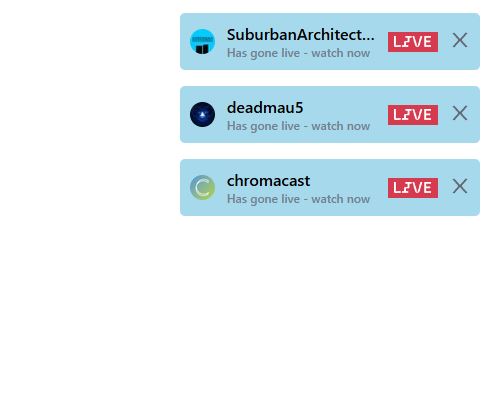 SuburbanArchitect...
Has gone live - watch now
LIVE
deadmau5
Has gone live - watch now
LIVE
chromacast
Has gone live - watch now
LIVE